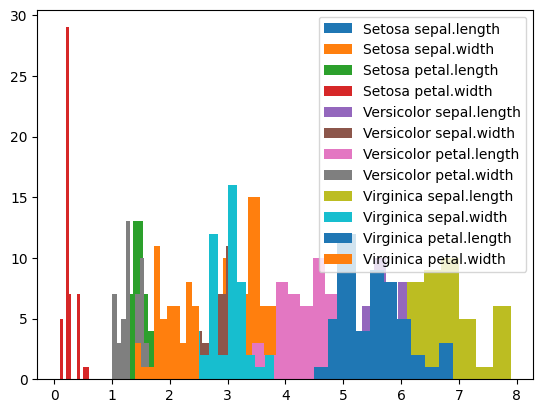 30
25
20
15
10
5
0
0 1 2 3 4 5 6 7 8
Setosa sepal.length
Setosa sepal.width
Setosa petal.length
Setosa petal.width
Versicolor sepal.length
Versicolor sepal.width
Versicolor petal.length
Versicolor petal.width
Virginica sepal.length
Virginica sepal.width
Virginica petal.length
Virginica petal.width